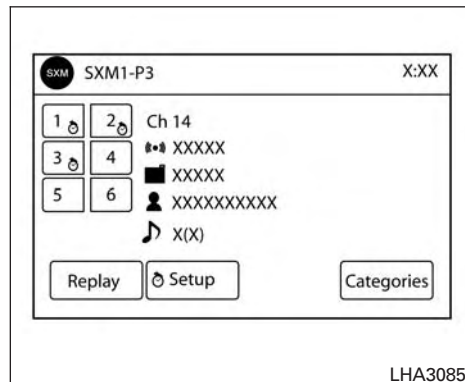 SXM SXM1-P3 X:XX
1 2 Ch 14
XXXXX
3 4
XXXXX
5 6
XXXXXXXXXX
X(X)
Replay Setup Categories
LHA3085